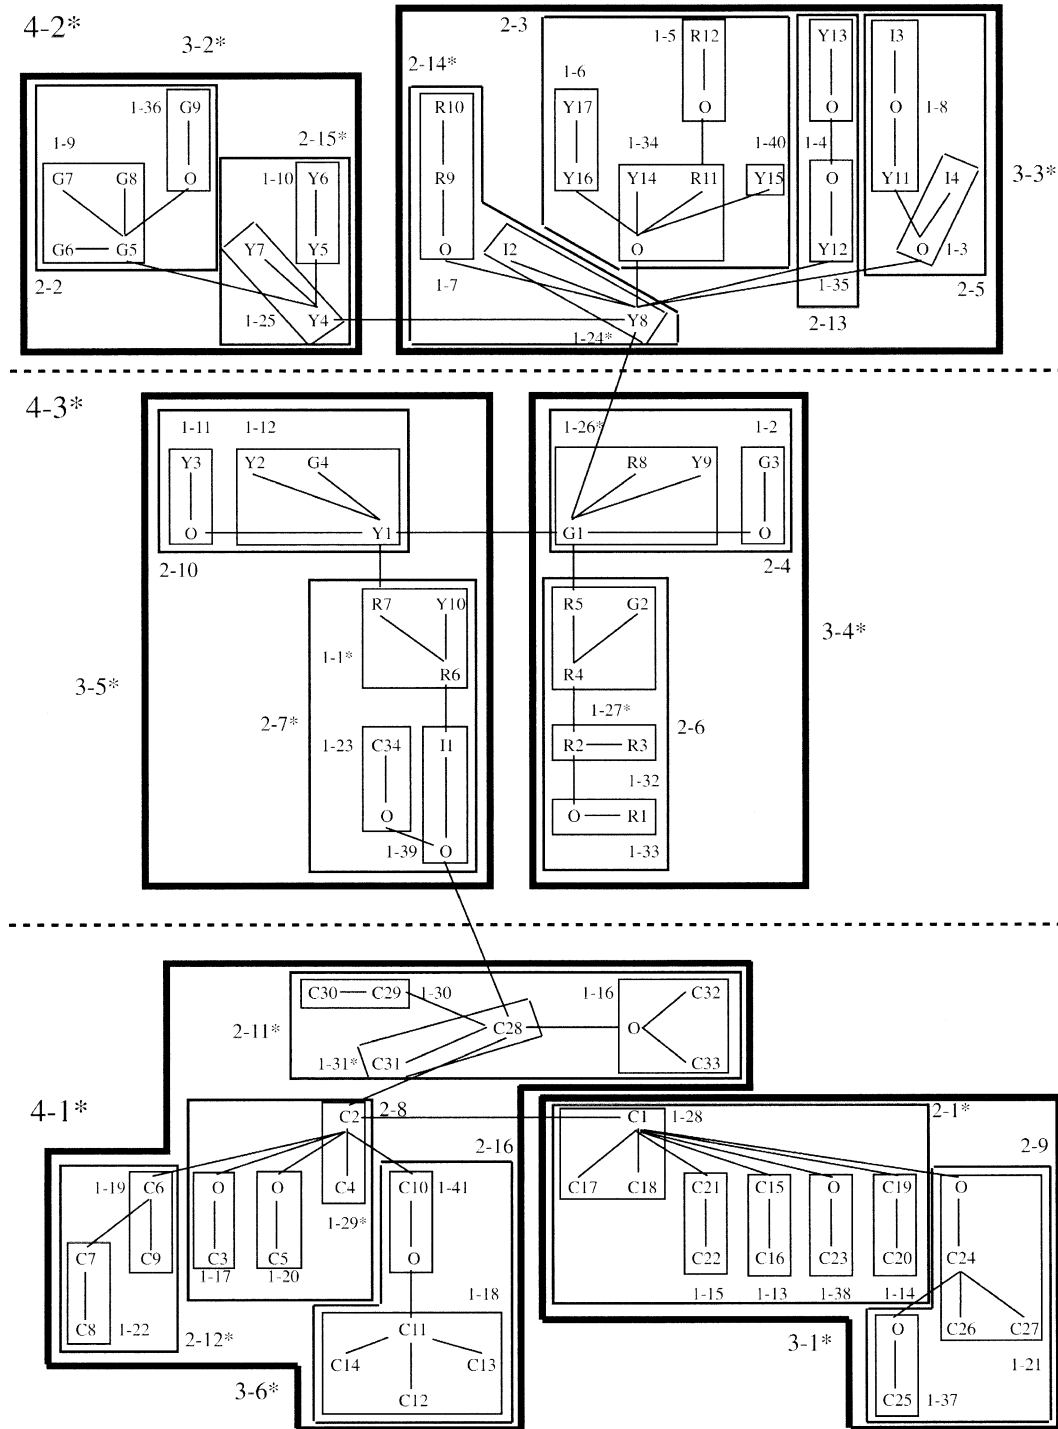 4-2*
2-3
3-2*
1-5 R12 Y13 I3
2-14*
1-6
1-36 G9 R10 Y17 O O O 1-8
1-9 2-15* 1-34 1-40 1-4
G7 G8 O 1-10 Y6 R9 Y16 Y14 R11 Y15 O Y11 I4 3-3*
G6 G5 Y7 Y5 O I2 O Y12 O 1-3
2-2 1-7 1-35 2-5
1-25 Y4 Y8 2-13
1-24*
4-3*
1-11 1-12 1-26* 1-2
Y3 Y2 G4 R8 Y9 G3
O Y1 G1 O
2-10 2-4
R7 Y10 R5 G2
3-4*
1-1* R6 R4
3-5*
2-7* 1-27* 2-6
1-23 C34 I1 R2 R3
1-32
O O R1
1-39 O 1-33
C30 C29 1-30 1-16 C32
2-11* C28 O
1-31* C31 C33
4-1* C2 2-8 C1 1-28 2-1*
2-16 2-9
1-19 C6 O O C4 C10 1-41 C17 C18 C21 C15 O C19 O
1-29*
C7 C9 C3 C5 O C22 C16 C23 C20 C24
1-17 1-20 1-18 1-15 1-13 1-38 1-14
C8 1-22 2-12* C11 3-1* O C26 C27
C14 C13 1-21
3-6* C12 C25 1-37